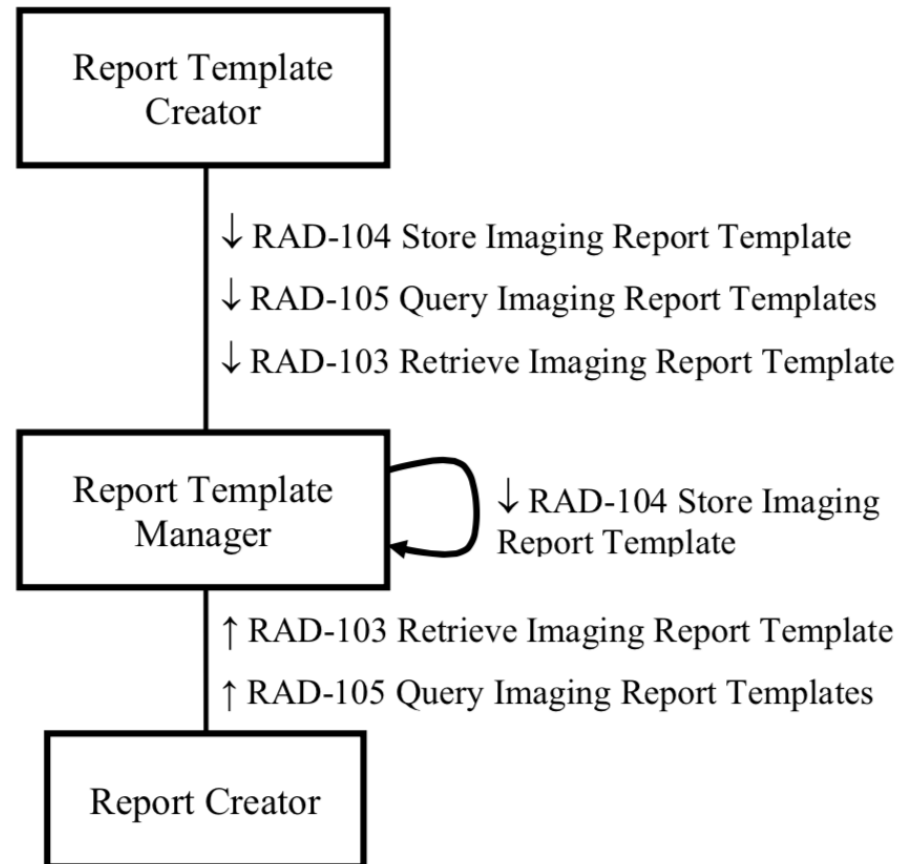 Report Template
Creator
↓ RAD-104 Store Imaging Report Template
↓ RAD-105 Query Imaging Report Templates
↓ RAD-103 Retrieve Imaging Report Template
Report Template
Manager
↓ RAD-104 Store Imaging
Report Template
↑ RAD-103 Retrieve Imaging Report Template
↑ RAD-105 Query Imaging Report Templates
Report Creator